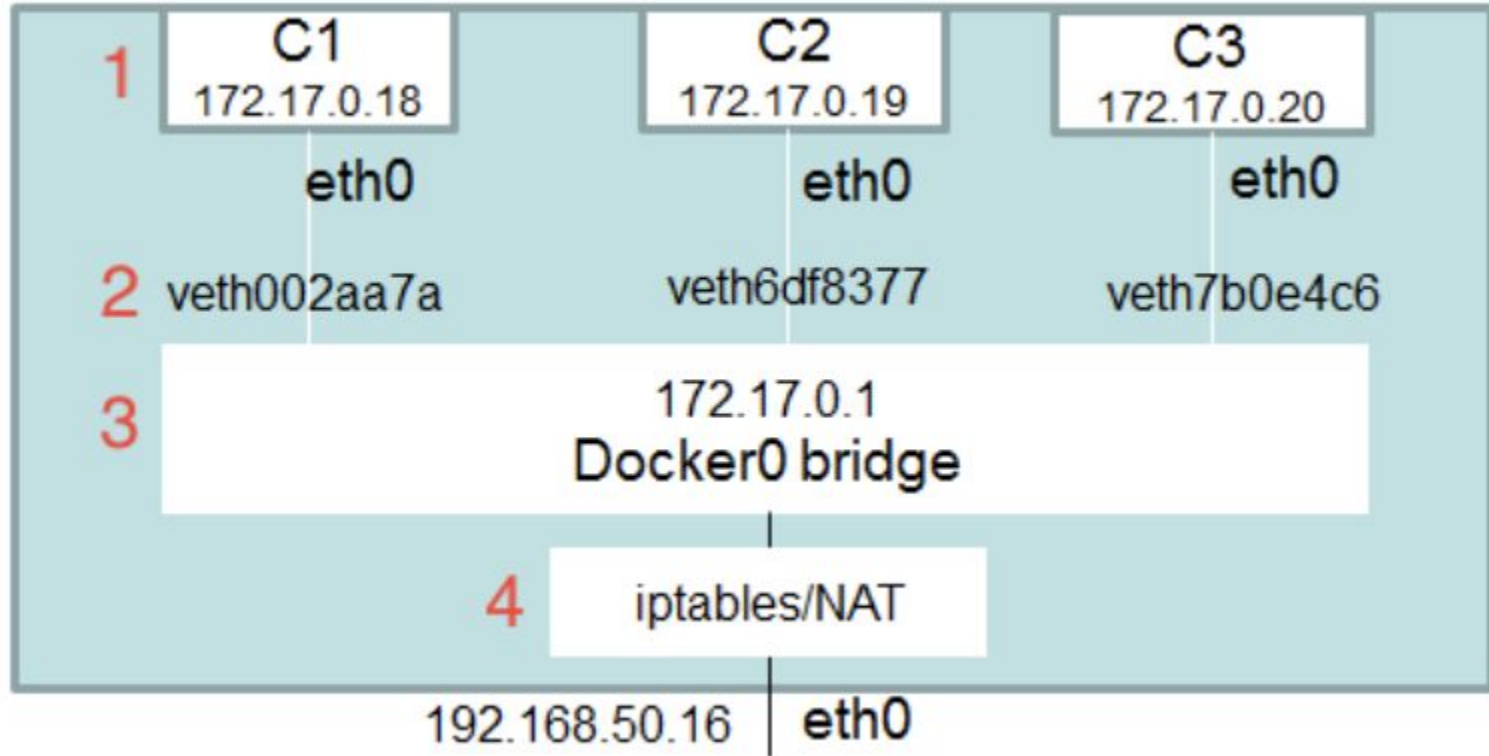 1
C1
172.17.0.18
C2
172.17.0.19
C3
172.17.0.20
eth0
eth0
eth0
2
veth002aa7a
veth6df8377
veth7b0e4c6
3
172.17.0.1
Docker0 bridge
4
iptables/NAT
192.168.50.16
eth0